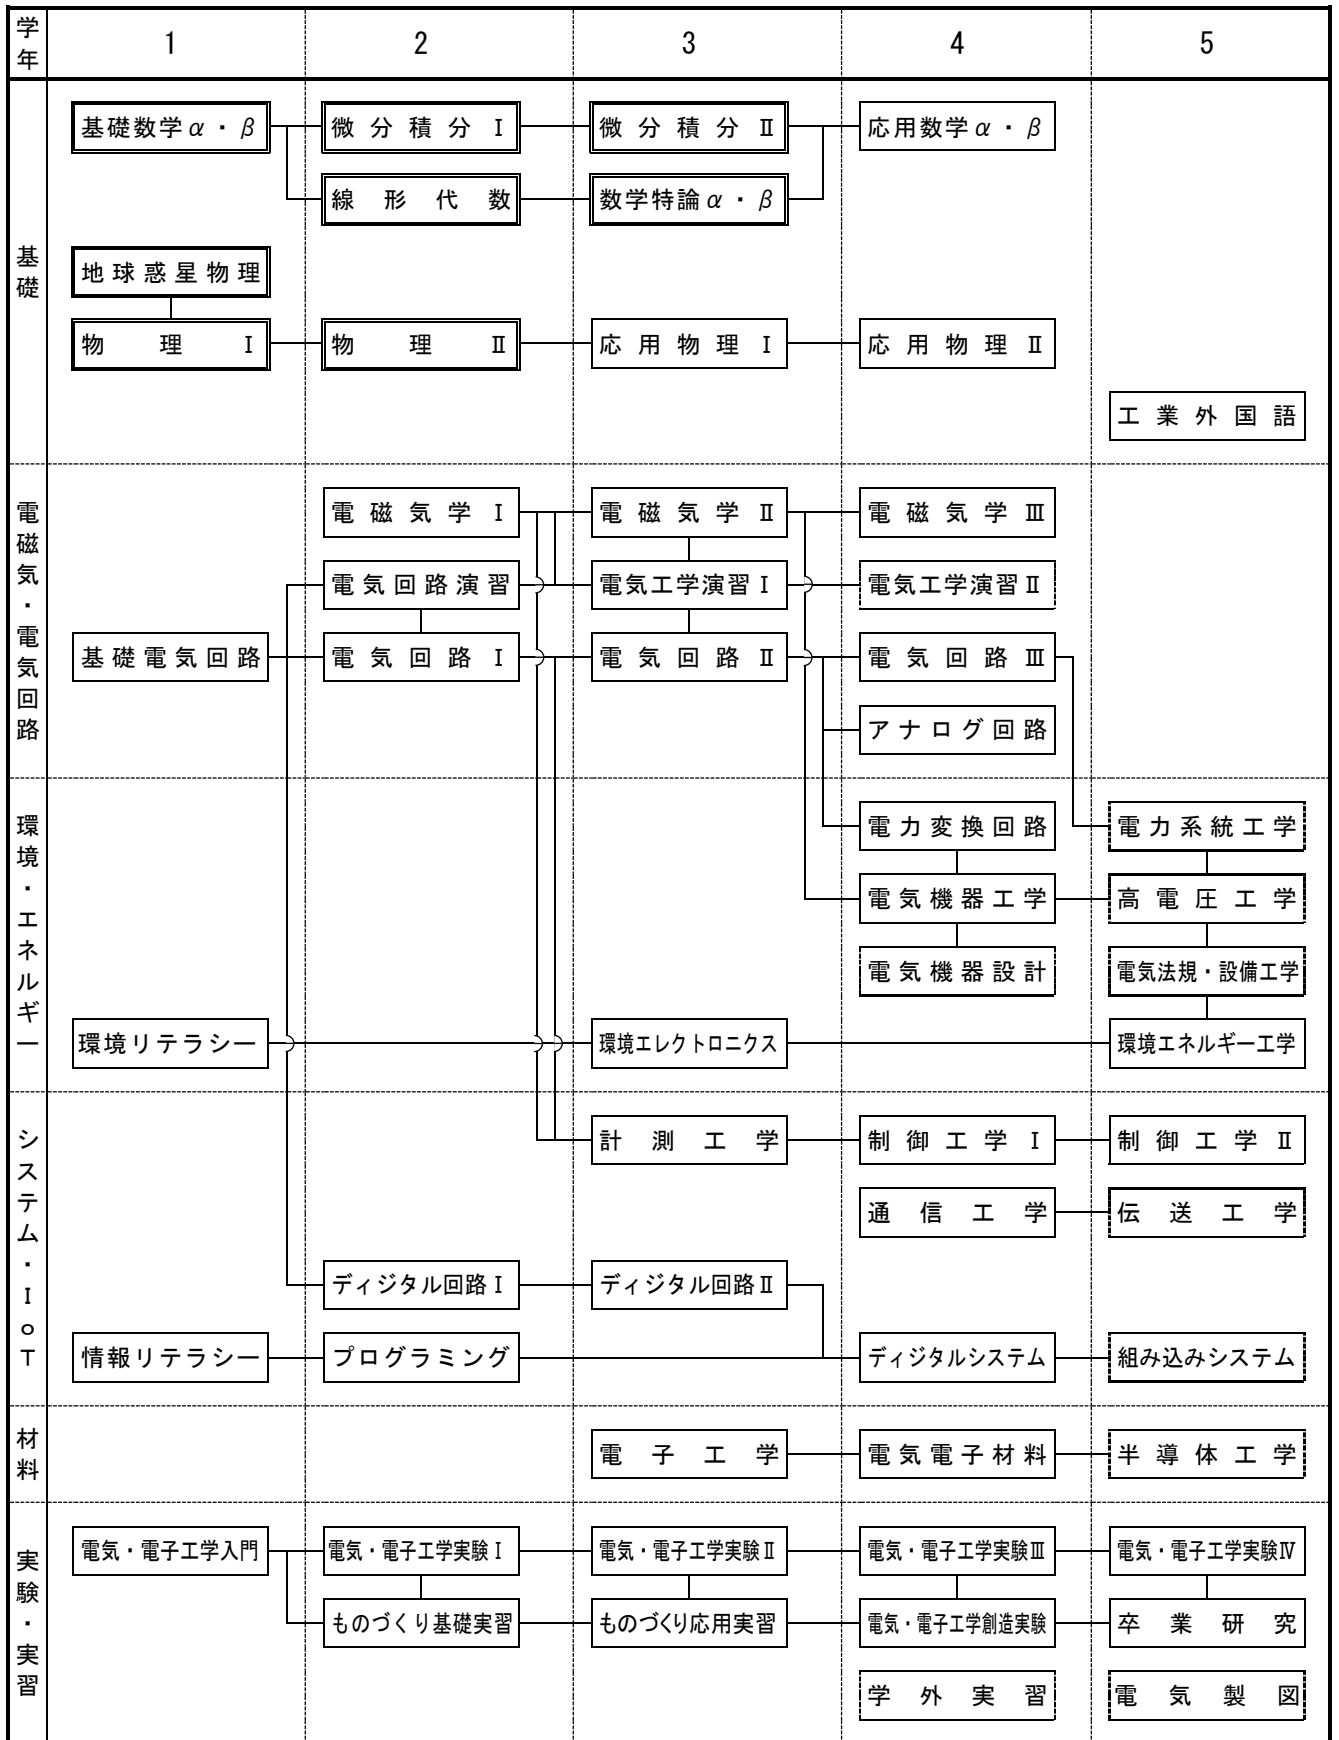 学年 1 2 3 4 5
基礎
基礎数学α・β 微分積分Ⅰ 微分積分Ⅱ 応用数学α・β
線形代数 数学特論α・β
地球惑星物理
物理Ⅰ 物理Ⅱ 応用物理Ⅰ 応用物理Ⅱ
工業外国語
電磁気・電気回路
電磁気学Ⅰ 電磁気学Ⅱ 電磁気学Ⅲ
電気回路演習 電気工学演習Ⅰ 電気工学演習Ⅱ
基礎電気回路 電気回路Ⅰ 電気回路Ⅱ 電気回路Ⅲ
アナログ回路
環境・エネルギー
電力変換回路 電力系統工学
電気機器工学 高電圧工学
電気機器設計 電気法規・設備工学
環境リテラシー 環境エレクトロニクス 環境エネルギー工学
システム・IoT
計測工学 制御工学Ⅰ 制御工学Ⅱ
通信工学 伝送工学
ディジタル回路Ⅰ ディジタル回路Ⅱ
情報リテラシー プログラミング ディジタルシステム 組み込みシステム
材料
電子工学 電気電子材料 半導体工学
実験・実習
電気・電子工学入門 電気・電子工学実験Ⅰ 電気・電子工学実験Ⅱ 電気・電子工学実験Ⅲ 電気・電子工学実験Ⅳ
ものづくり基礎実習 ものづくり応用実習 電気・電子工学創造実験 卒業研究
学外実習 電気製図